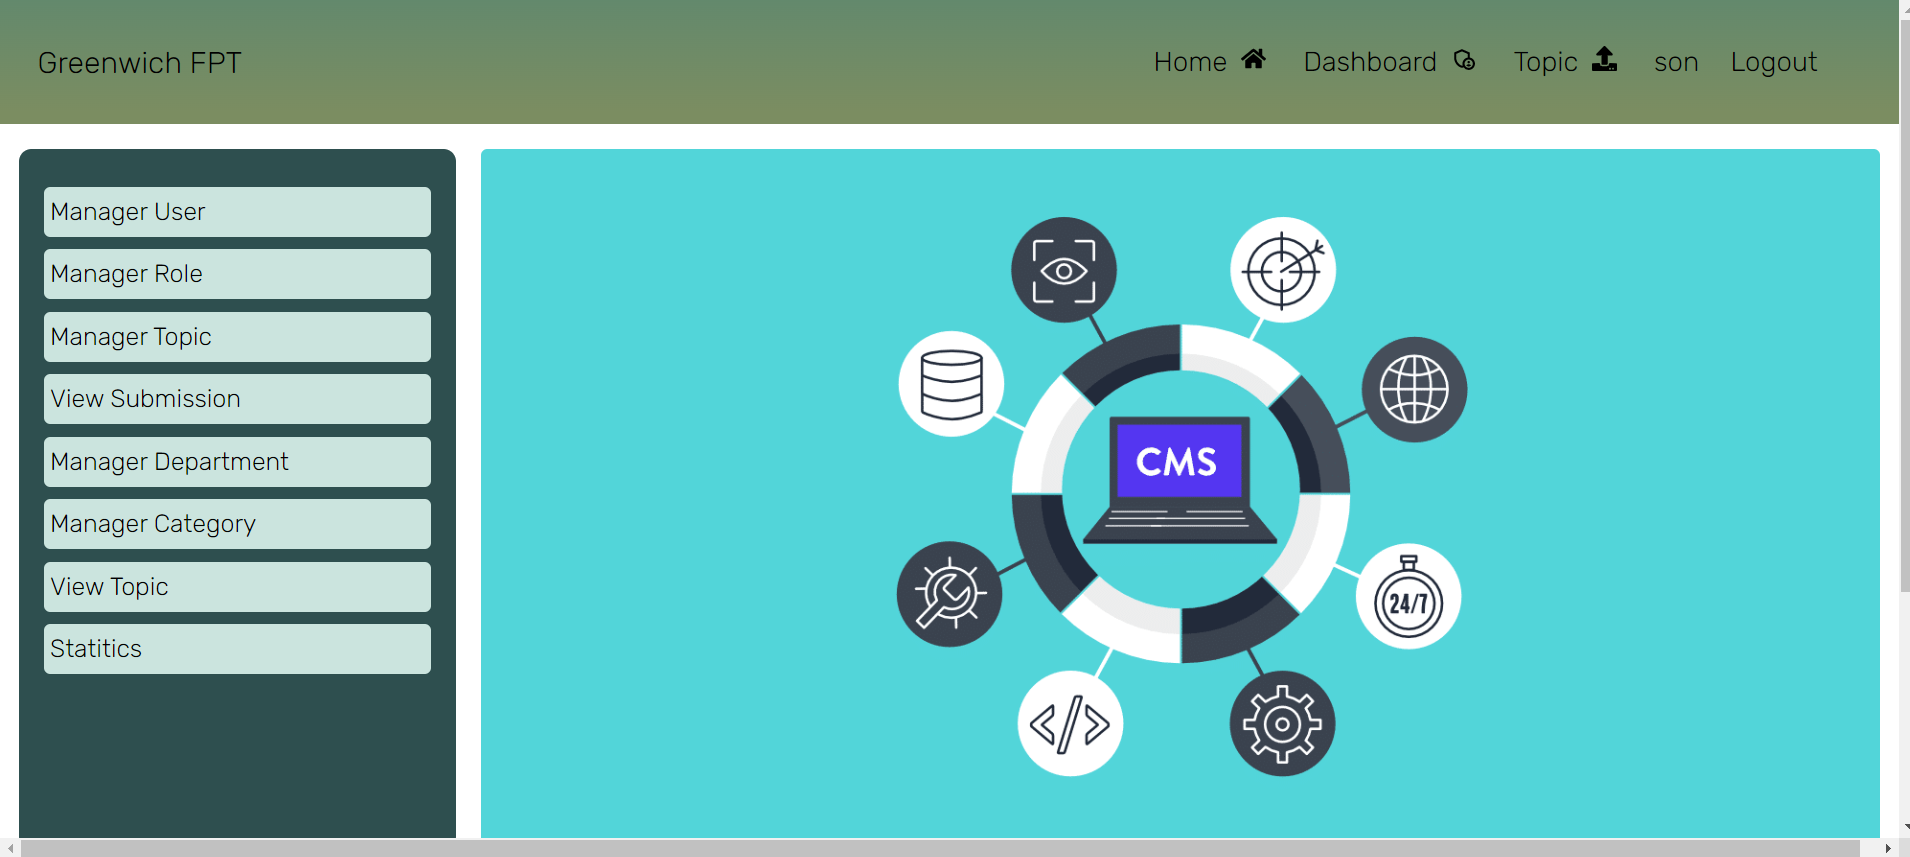 Greenwich FPT
Home Dashboard Topic son Logout
Manager User
Manager Role
Manager Topic
View Submission
Manager Department
Manager Category
View Topic
Statitics
CMS
24/7